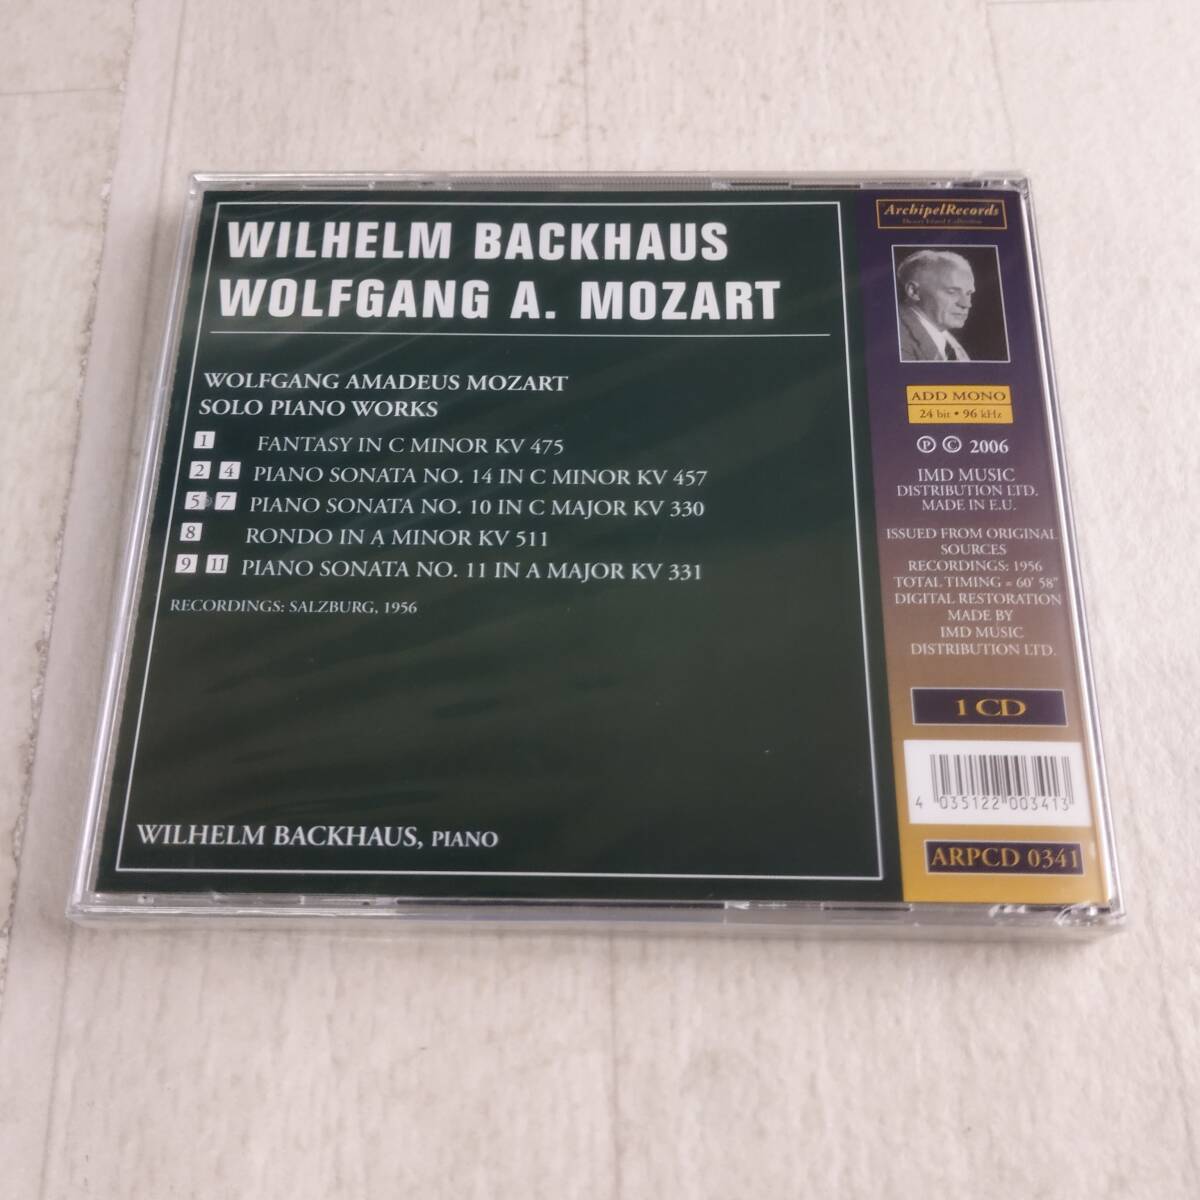 WILHELM BACKHAUS
WOLFGANG A. MOZART
WOLFGANG AMADEUS MOZART
SOLO PIANO WORKS
1 FANTASY IN C MINOR KV 475
2 4 PIANO SONATA NO. 14 IN C MINOR KV 457
5 7 PIANO SONATA NO. 10 IN C MAJOR KV 330
8 RONDO IN A MINOR KV 511
9 11 PIANO SONATA NO. 11 IN A MAJOR KV 331
RECORDINGS: SALZBURG, 1956
WILHELM BACKHAUS, PIANO
ArchipelRecords
ADD MONO
24 bit • 96 kHz
℗ © 2006
IMD MUSIC
DISTRIBUTION LTD.
MADE IN E.U.
ISSUED FROM ORIGINAL
SOURCES
RECORDINGS: 1956
TOTAL TIMING = 60' 58"
DIGITAL RESTORATION
MADE BY
IMD MUSIC
DISTRIBUTION LTD.
1 CD
4 035122 003413
ARPCD 0341